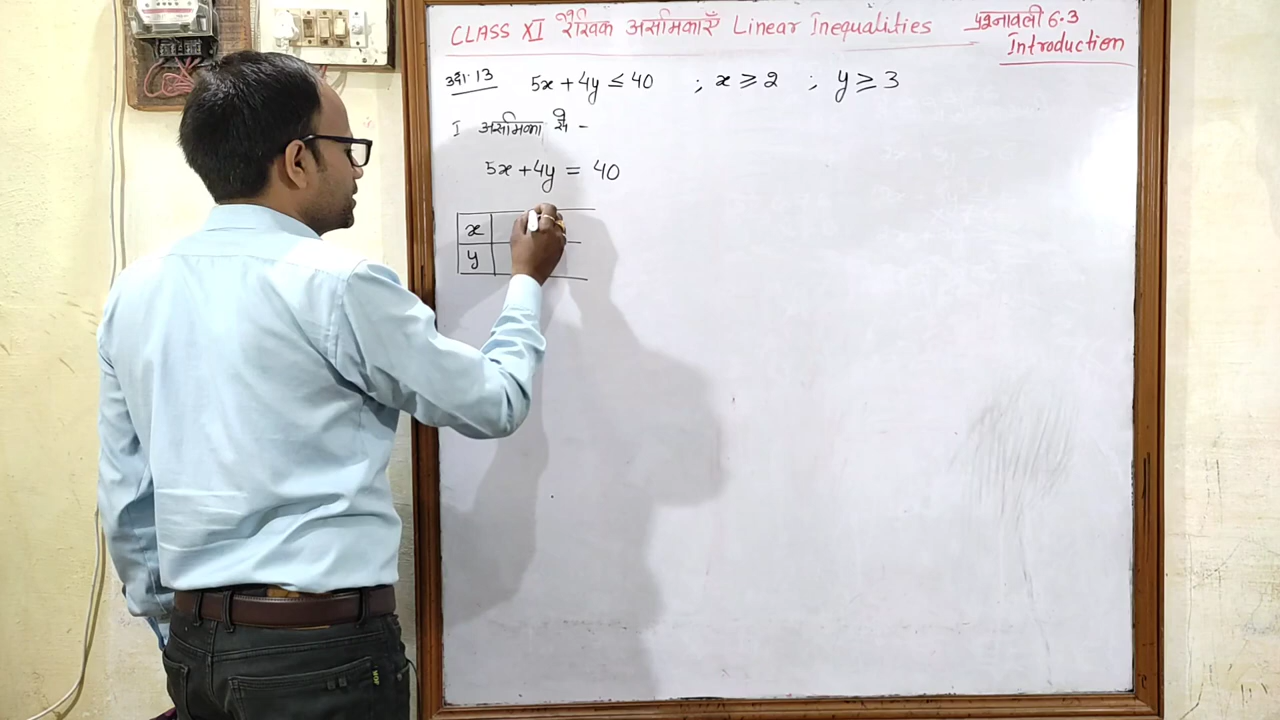 CLASS XI रैखिक असमिकाएँ Linear Inequalities
प्रश्नावली 6.3
Introduction
उदा. 13 5x + 4y ≤ 40 ; x ≥ 2 ; y ≥ 3
I असमिका से -
5x + 4y = 40
x
y